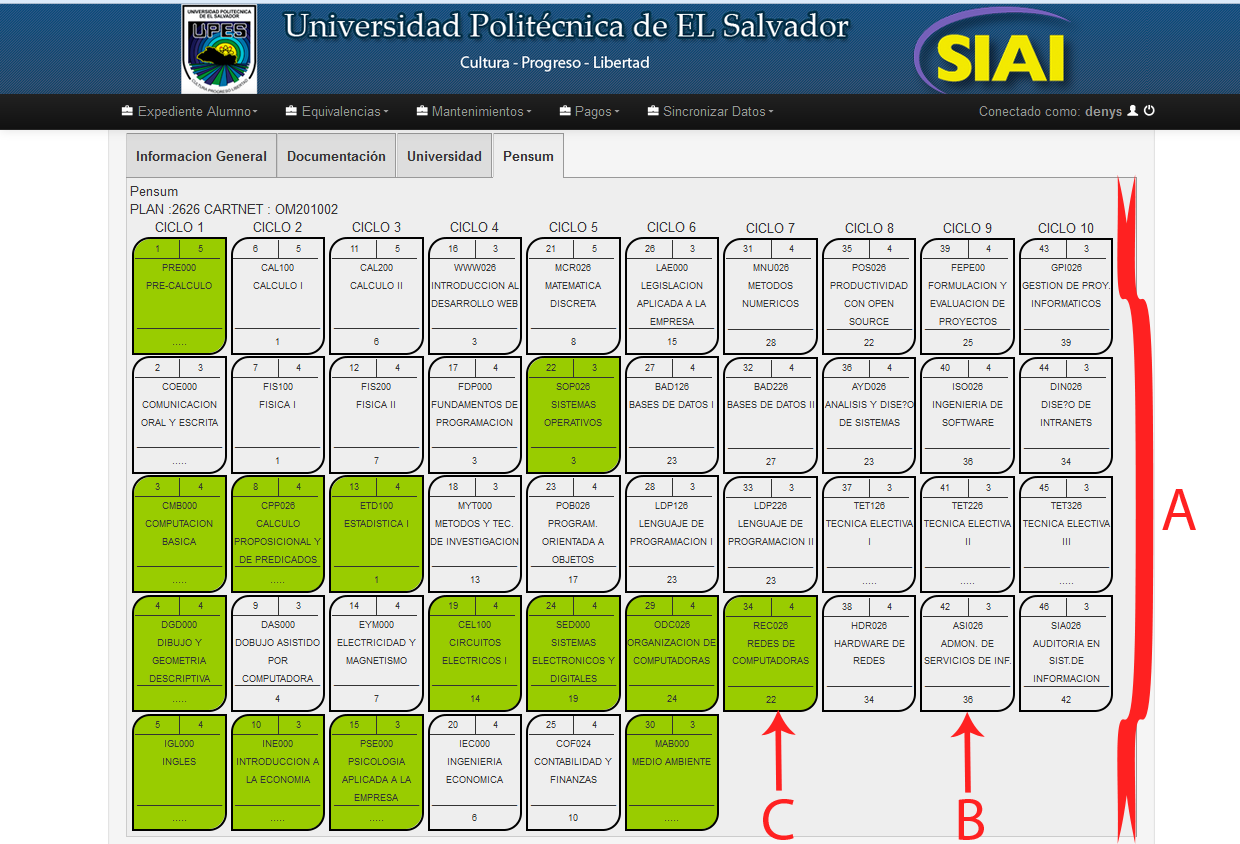 UNIVERSIDAD POLITECNICA
DE EL SALVADOR
UPES
CULTURA PROGRESO LIBERTAD
Universidad Politécnica de EL Salvador
Cultura - Progreso - Libertad
SIAI
Expediente Alumno Equivalencias Mantenimientos Pagos Sincronizar Datos Conectado como: denys
Informacion General Documentación Universidad Pensum
Pensum
PLAN :2626 CARTNET : OM201002
CICLO 1 CICLO 2 CICLO 3 CICLO 4 CICLO 5 CICLO 6 CICLO 7 CICLO 8 CICLO 9 CICLO 10
1 5
PRE000
PRE-CALCULO
.....
6 5
CAL100
CALCULO I
1
11 5
CAL200
CALCULO II
6
16 3
WWW026
INTRODUCCION AL
DESARROLLO WEB
3
21 5
MCR026
MATEMATICA
DISCRETA
8
26 3
LAE000
LEGISLACION
APLICADA A LA
EMPRESA
15
31 4
MNU026
METODOS
NUMERICOS
28
35 4
POS026
PRODUCTIVIDAD
CON OPEN
SOURCE
22
39 4
FEPE00
FORMULACION Y
EVALUACION DE
PROYECTOS
25
43 3
GPI026
GESTION DE PROY.
INFORMATICOS
39
2 3
COE000
COMUNICACION
ORAL Y ESCRITA
.....
7 4
FIS100
FISICA I
1
12 4
FIS200
FISICA II
7
17 4
FDP000
FUNDAMENTOS DE
PROGRAMACION
3
22 3
SOP026
SISTEMAS
OPERATIVOS
3
27 4
BAD126
BASES DE DATOS I
23
32 4
BAD226
BASES DE DATOS II
27
36 4
AYD026
ANALISIS Y DISE?O
DE SISTEMAS
23
40 4
ISO026
INGENIERIA DE
SOFTWARE
36
44 3
DIN026
DISE?O DE
INTRANETS
34
3 4
CMB000
COMPUTACION
BASICA
.....
8 4
CPP026
CALCULO
PROPOSICIONAL Y
DE PREDICADOS
.....
13 4
ETD100
ESTADISTICA I
1
18 3
MYT000
METODOS Y TEC.
DE INVESTIGACION
13
23 4
POB026
PROGRAM.
ORIENTADA A
OBJETOS
17
28 3
LDP126
LENGUAJE DE
PROGRAMACION I
23
33 3
LDP226
LENGUAJE DE
PROGRAMACION II
23
37 3
TET126
TECNICA ELECTIVA
I
.....
41 3
TET226
TECNICA ELECTIVA
II
.....
45 3
TET326
TECNICA ELECTIVA
III
.....
A
4 4
DGD000
DIBUJO Y
GEOMETRIA
DESCRIPTIVA
.....
9 3
DAS000
DOBUJO ASISTIDO
POR
COMPUTADORA
4
14 4
EYM000
ELECTRICIDAD Y
MAGNETISMO
7
19 4
CEL100
CIRCUITOS
ELECTRICOS I
14
24 4
SED000
SISTEMAS
ELECTRONICOS Y
DIGITALES
19
29 4
ODC026
ORGANIZACION DE
COMPUTADORAS
24
34 4
REC026
REDES DE
COMPUTADORAS
22
38 4
HDR026
HARDWARE DE
REDES
34
42 3
ASI026
ADMON. DE
SERVICIOS DE INF.
36
46 3
SIA026
AUDITORIA EN
SIST.DE
INFORMACION
42
5 4
IGL000
INGLES
.....
10 3
INE000
INTRODUCCION A
LA ECONOMIA
.....
15 3
PSE000
PSICOLOGIA
APLICADA A LA
EMPRESA
.....
20 4
IEC000
INGENIERIA
ECONOMICA
6
25 4
COF024
CONTABILIDAD Y
FINANZAS
10
30 3
MAB000
MEDIO AMBIENTE
.....
C
B